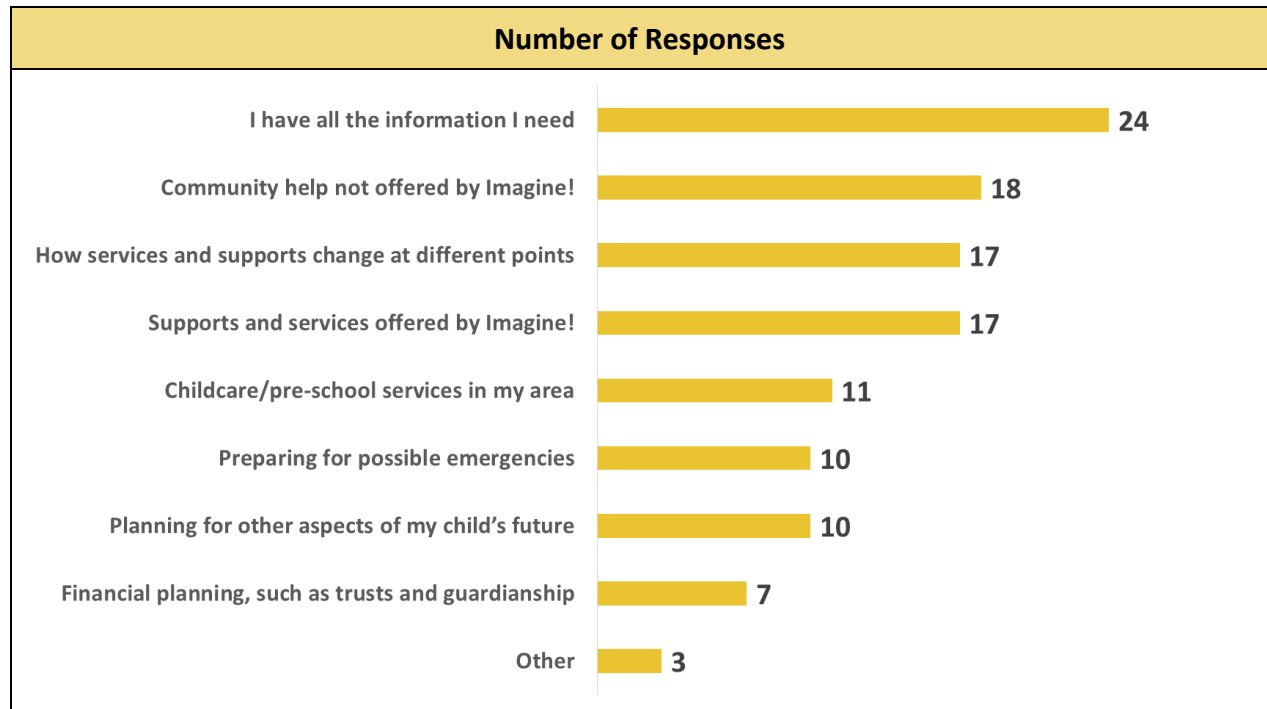 Number of Responses
I have all the information I need 24
Community help not offered by Imagine! 18
How services and supports change at different points 17
Supports and services offered by Imagine! 17
Childcare/pre-school services in my area 11
Preparing for possible emergencies 10
Planning for other aspects of my child’s future 10
Financial planning, such as trusts and guardianship 7
Other 3